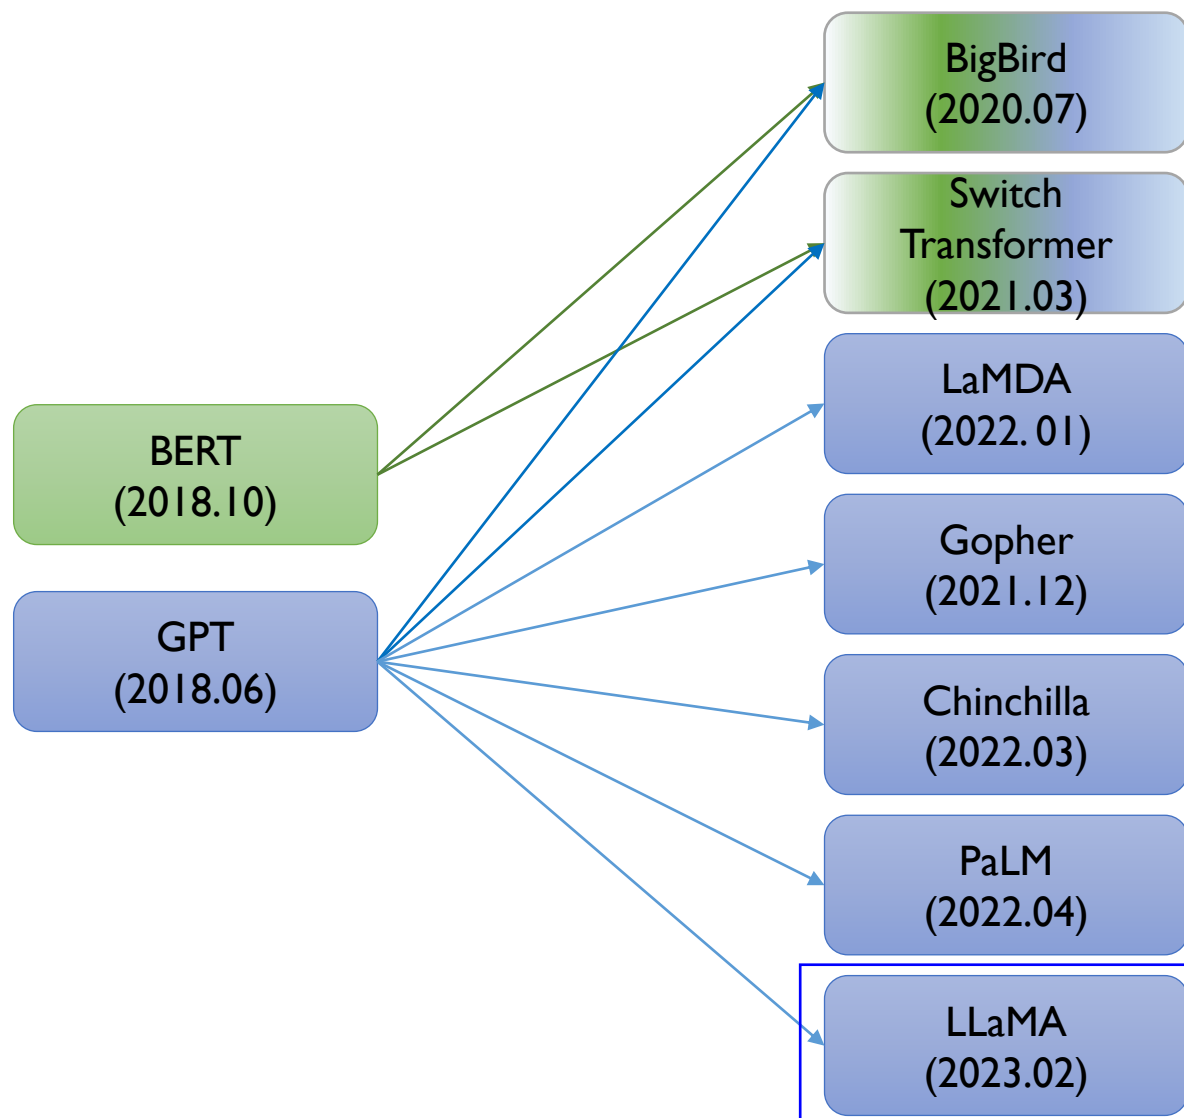 BigBird
(2020.07)
Switch
Transformer
(2021.03)
LaMDA
(2022. 01)
BERT
(2018.10)
Gopher
(2021.12)
GPT
(2018.06)
Chinchilla
(2022.03)
PaLM
(2022.04)
LLaMA
(2023.02)